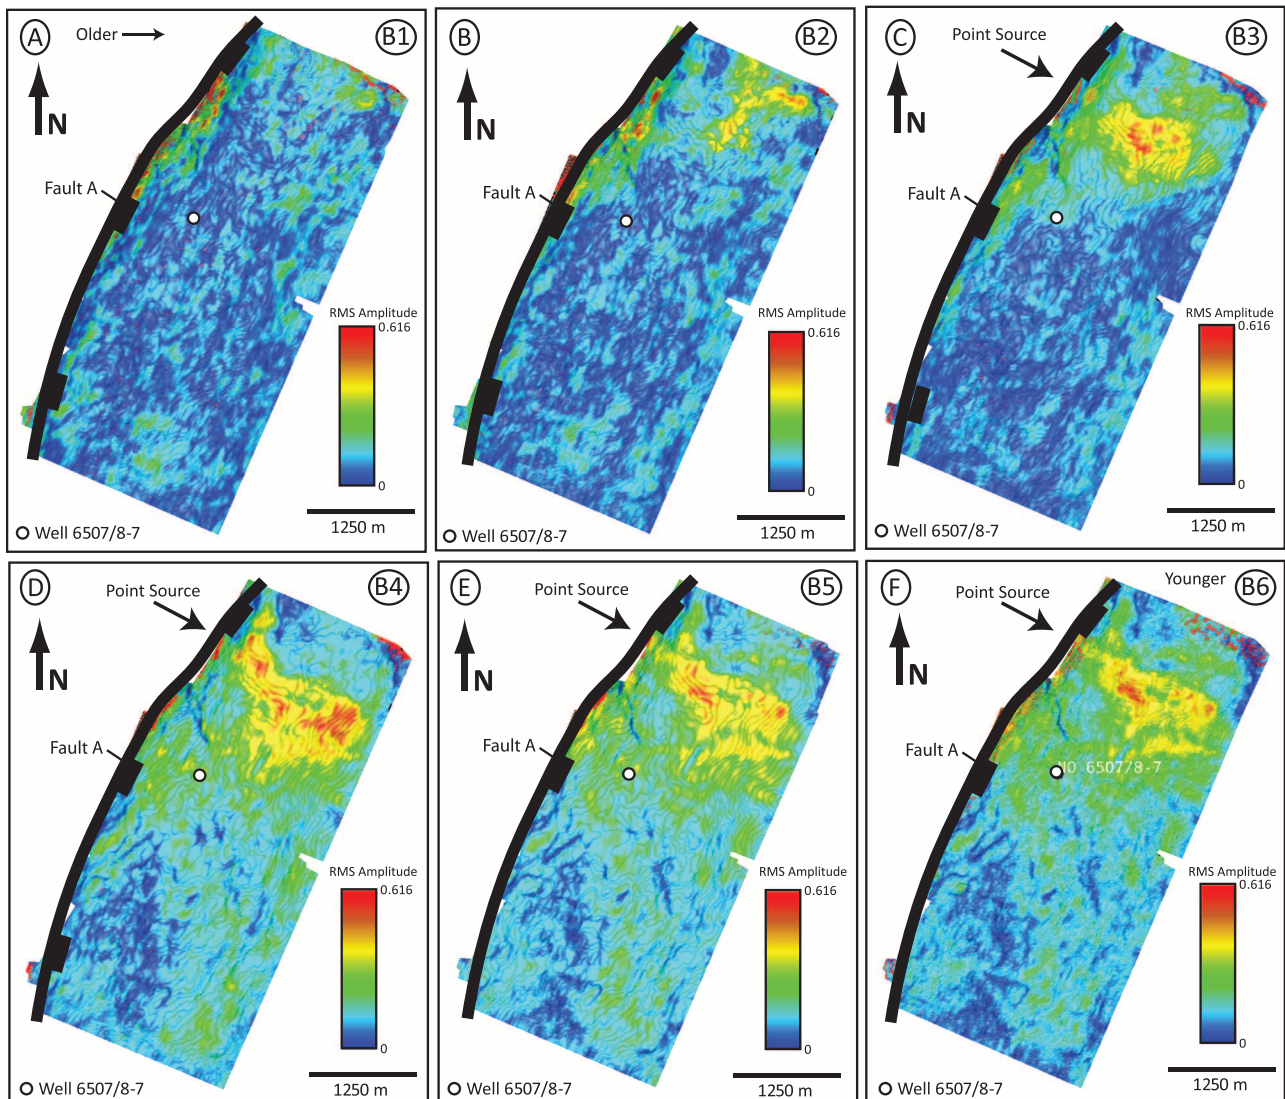 A
Older
B1
N
Fault A
RMS Amplitude
0.616
0
1250 m
Well 6507/8-7
B
B2
N
Fault A
RMS Amplitude
0.616
0
1250 m
Well 6507/8-7
C
Point Source
B3
N
Fault A
RMS Amplitude
0.616
0
1250 m
Well 6507/8-7
D
Point Source
B4
N
Fault A
RMS Amplitude
0.616
0
1250 m
Well 6507/8-7
E
Point Source
B5
N
Fault A
RMS Amplitude
0.616
0
1250 m
Well 6507/8-7
F
Point Source
Younger
B6
N
Fault A
NO 6507/8-7
RMS Amplitude
0.616
0
1250 m
Well 6507/8-7